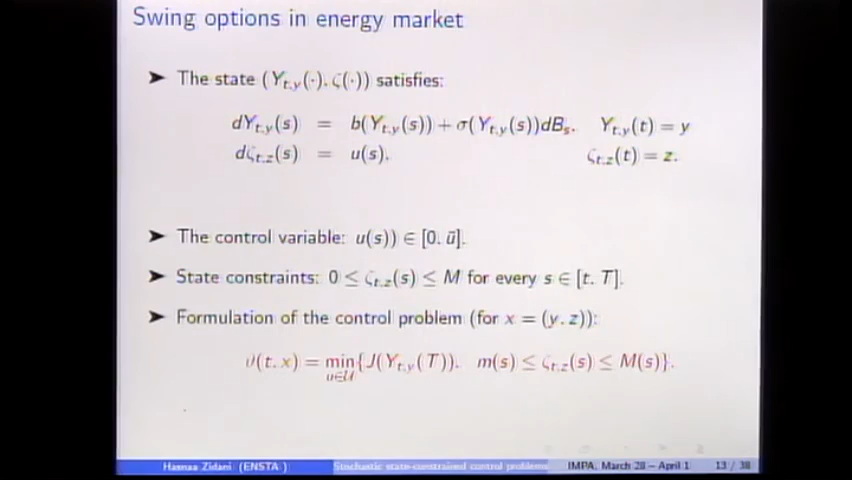 Swing options in energy market
➤ The state (Y_{t,y}(·), ζ(·)) satisfies:
dY_{t,y}(s) = b(Y_{t,y}(s)) + σ(Y_{t,y}(s))dB_s, Y_{t,y}(t) = y
dζ_{t,z}(s) = u(s), ζ_{t,z}(t) = z.
➤ The control variable: u(s)) ∈ [0, ū].
➤ State constraints: 0 ≤ ζ_{t,z}(s) ≤ M for every s ∈ [t, T].
➤ Formulation of the control problem (for x = (y, z)):
ϑ(t, x) = min_{u∈𝒰} {J(Y_{t,y}(T)), m(s) ≤ ζ_{t,z}(s) ≤ M(s)}.
Hasnaa Zidani (ENSTA ) Stochastic state-constrained control problems IMPA, March 28 – April 1 13 / 38